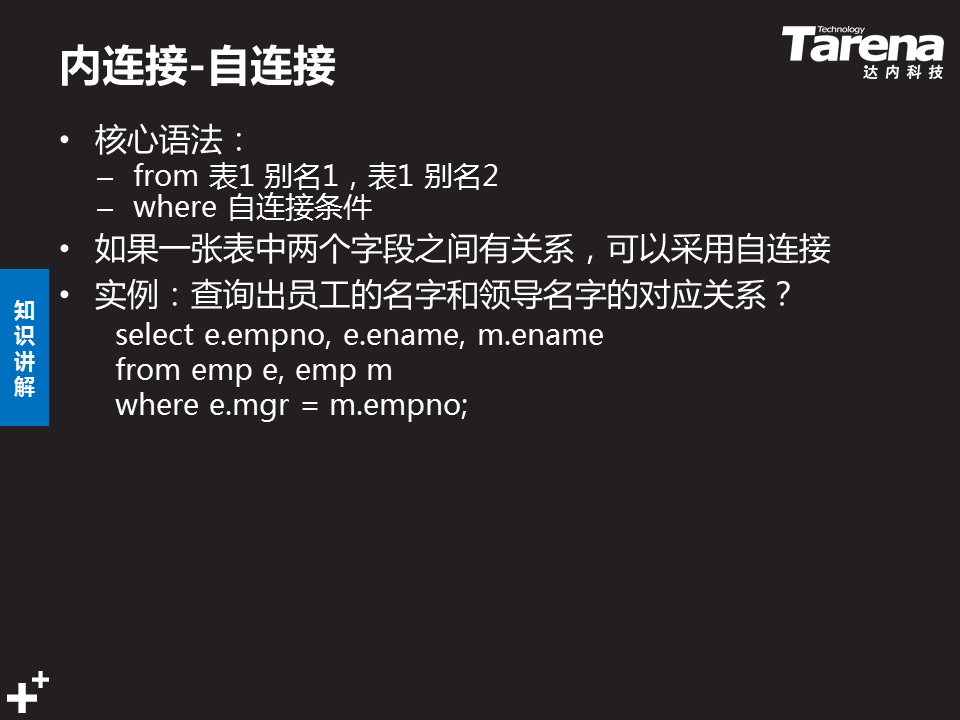 内连接-自连接
Technology
Tarena
达内科技
• 核心语法：
– from 表1 别名1，表1 别名2
– where 自连接条件
• 如果一张表中两个字段之间有关系，可以采用自连接
• 实例：查询出员工的名字和领导名字的对应关系？
select e.empno, e.ename, m.ename
from emp e, emp m
where e.mgr = m.empno;
知
识
讲
解